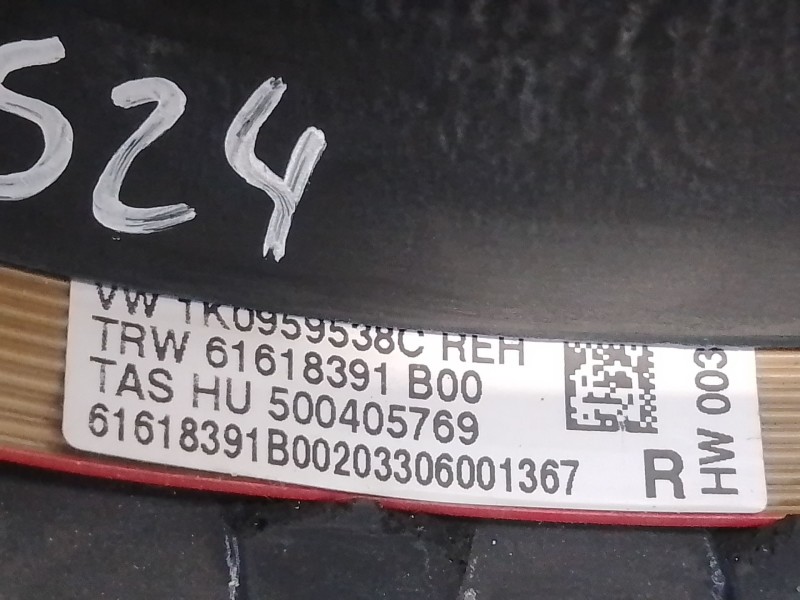 524
VW 1K0959538C REH
TRW 61618391 B00
TAS HU 500405769
61618391B00203306001367
R
HW 003